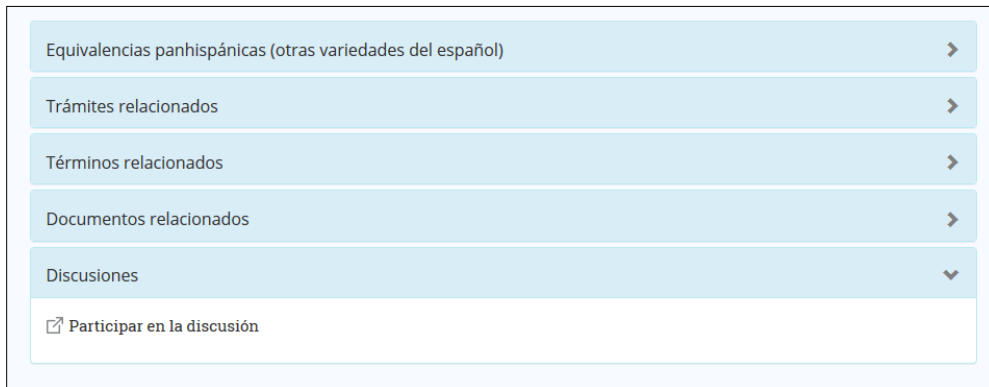 Equivalencias panhispánicas (otras variedades del español)
Trámites relacionados
Términos relacionados
Documentos relacionados
Discusiones
Participar en la discusión